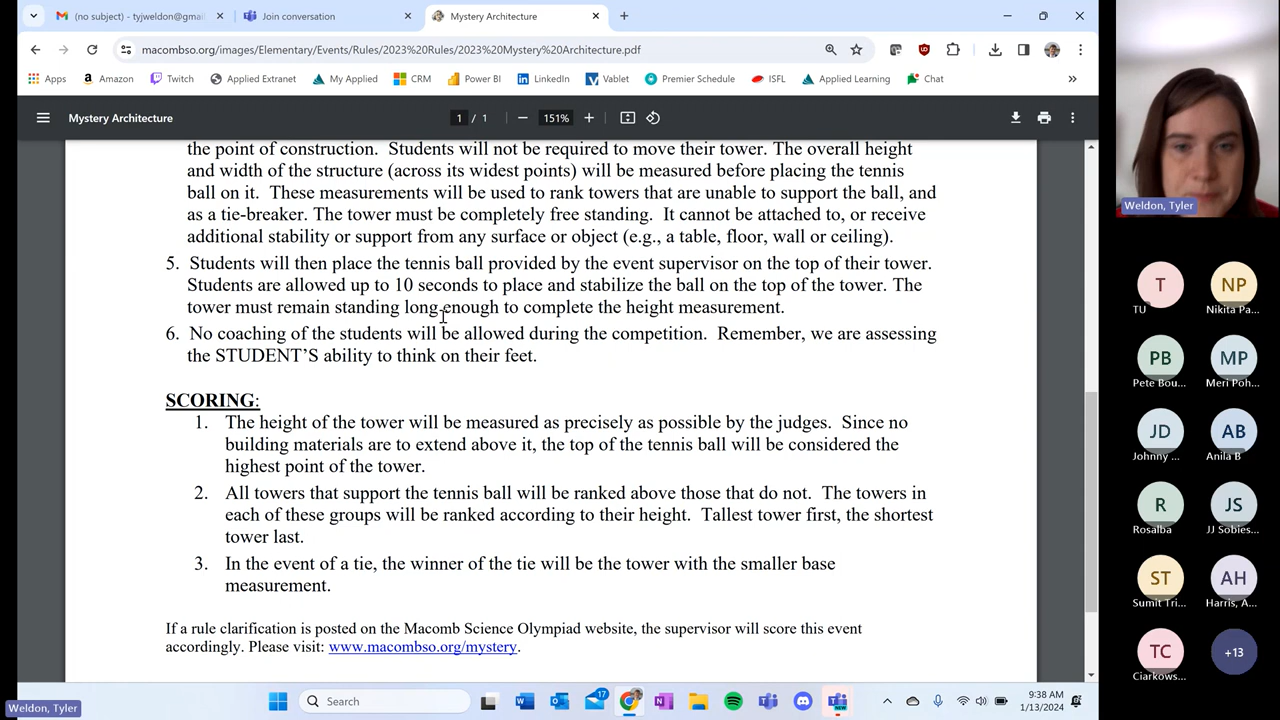 (no subject) - tyjweldon@gmai
Join conversation
Mystery Architecture
macombso.org/images/Elementary/Events/Rules/2023%20Rules/2023%20Mystery%20Architecture.pdf
Apps
Amazon
Twitch
Applied Extranet
My Applied
CRM
Power BI
LinkedIn
Vablet
Premier Schedule
ISFL
Applied Learning
Chat
Mystery Architecture
1 / 1
151%
the point of construction. Students will not be required to move their tower. The overall height
and width of the structure (across its widest points) will be measured before placing the tennis
ball on it. These measurements will be used to rank towers that are unable to support the ball, and
as a tie-breaker. The tower must be completely free standing. It cannot be attached to, or receive
additional stability or support from any surface or object (e.g., a table, floor, wall or ceiling).
5. Students will then place the tennis ball provided by the event supervisor on the top of their tower.
Students are allowed up to 10 seconds to place and stabilize the ball on the top of the tower. The
tower must remain standing long enough to complete the height measurement.
6. No coaching of the students will be allowed during the competition. Remember, we are assessing
the STUDENT'S ability to think on their feet.
SCORING:
1. The height of the tower will be measured as precisely as possible by the judges. Since no
building materials are to extend above it, the top of the tennis ball will be considered the
highest point of the tower.
2. All towers that support the tennis ball will be ranked above those that do not. The towers in
each of these groups will be ranked according to their height. Tallest tower first, the shortest
tower last.
3. In the event of a tie, the winner of the tie will be the tower with the smaller base
measurement.
If a rule clarification is posted on the Macomb Science Olympiad website, the supervisor will score this event
accordingly. Please visit: www.macombso.org/mystery.
Search
17
9:38 AM
1/13/2024
Weldon, Tyler
Weldon, Tyler
T
TU
NP
Nikita Pa...
PB
Pete Bou...
MP
Meri Poh...
JD
Johnny ...
AB
Anila B
R
Rosalba
JS
JJ Sobies...
ST
Sumit Tri...
AH
Harris, A...
TC
Ciarkows...
+13